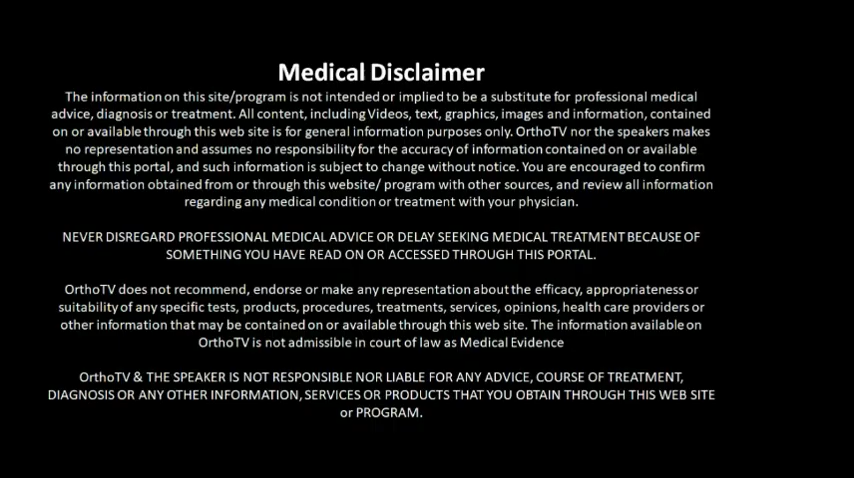 Medical Disclaimer
The information on this site/program is not intended or implied to be a substitute for professional medical
advice, diagnosis or treatment. All content, including Videos, text, graphics, images and information, contained
on or available through this web site is for general information purposes only. OrthoTV nor the speakers makes
no representation and assumes no responsibility for the accuracy of information contained on or available
through this portal, and such information is subject to change without notice. You are encouraged to confirm
any information obtained from or through this website/ program with other sources, and review all information
regarding any medical condition or treatment with your physician.
NEVER DISREGARD PROFESSIONAL MEDICAL ADVICE OR DELAY SEEKING MEDICAL TREATMENT BECAUSE OF
SOMETHING YOU HAVE READ ON OR ACCESSED THROUGH THIS PORTAL.
OrthoTV does not recommend, endorse or make any representation about the efficacy, appropriateness or
suitability of any specific tests, products, procedures, treatments, services, opinions, health care providers or
other information that may be contained on or available through this web site. The information available on
OrthoTV is not admissible in court of law as Medical Evidence
OrthoTV & THE SPEAKER IS NOT RESPONSIBLE NOR LIABLE FOR ANY ADVICE, COURSE OF TREATMENT,
DIAGNOSIS OR ANY OTHER INFORMATION, SERVICES OR PRODUCTS THAT YOU OBTAIN THROUGH THIS WEB SITE
or PROGRAM.